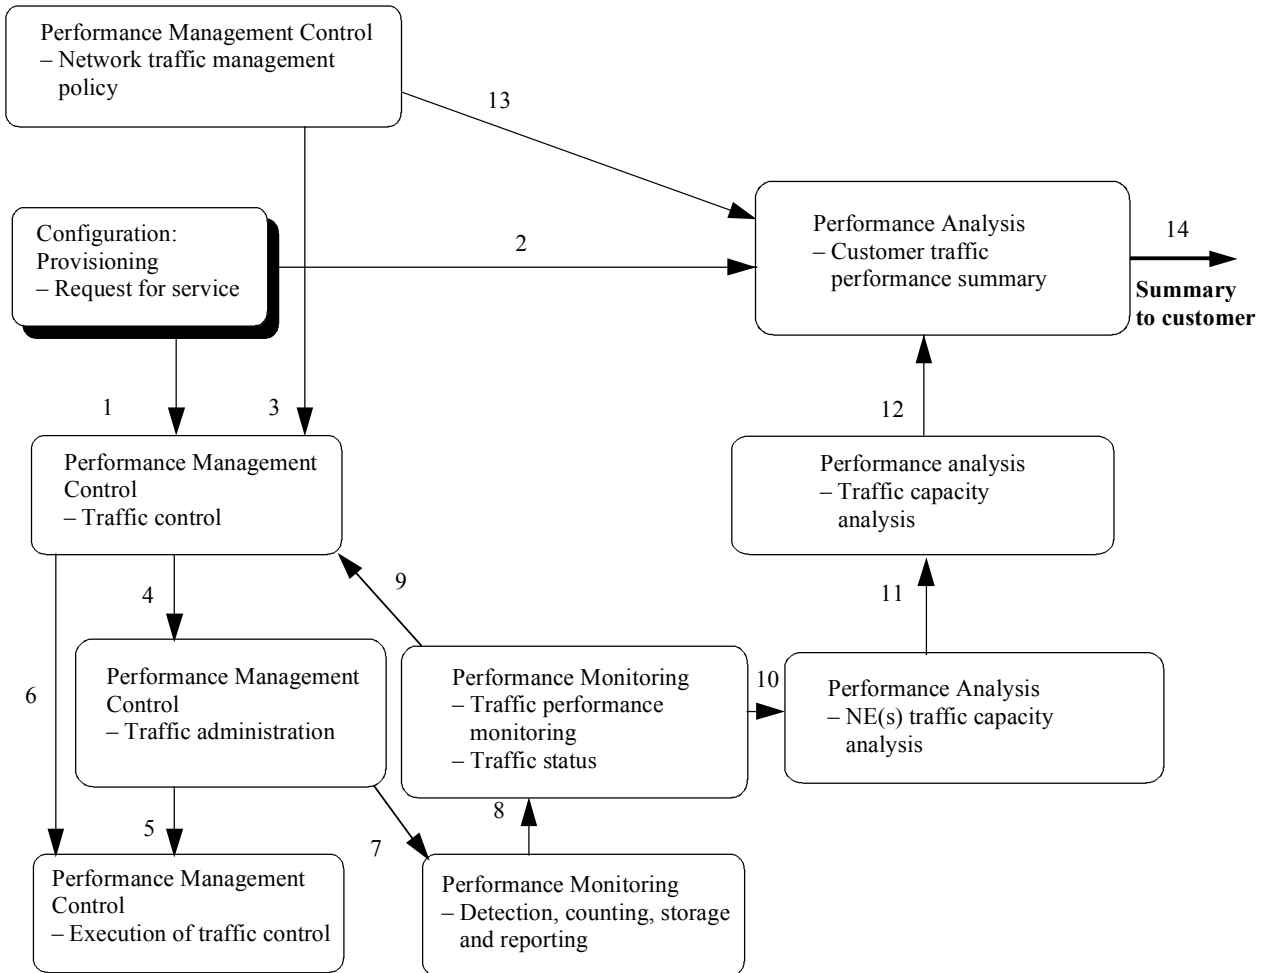 Performance Management Control
– Network traffic management
policy
13
Configuration:
Provisioning
– Request for service
2
Performance Analysis
– Customer traffic
performance summary
14
Summary
to customer
1
3
12
Performance Management
Control
– Traffic control
Performance analysis
– Traffic capacity
analysis
9
11
4
6
Performance Management
Control
– Traffic administration
Performance Monitoring
– Traffic performance
monitoring
– Traffic status
10
Performance Analysis
– NE(s) traffic capacity
analysis
8
5
7
Performance Management
Control
– Execution of traffic control
Performance Monitoring
– Detection, counting, storage
and reporting